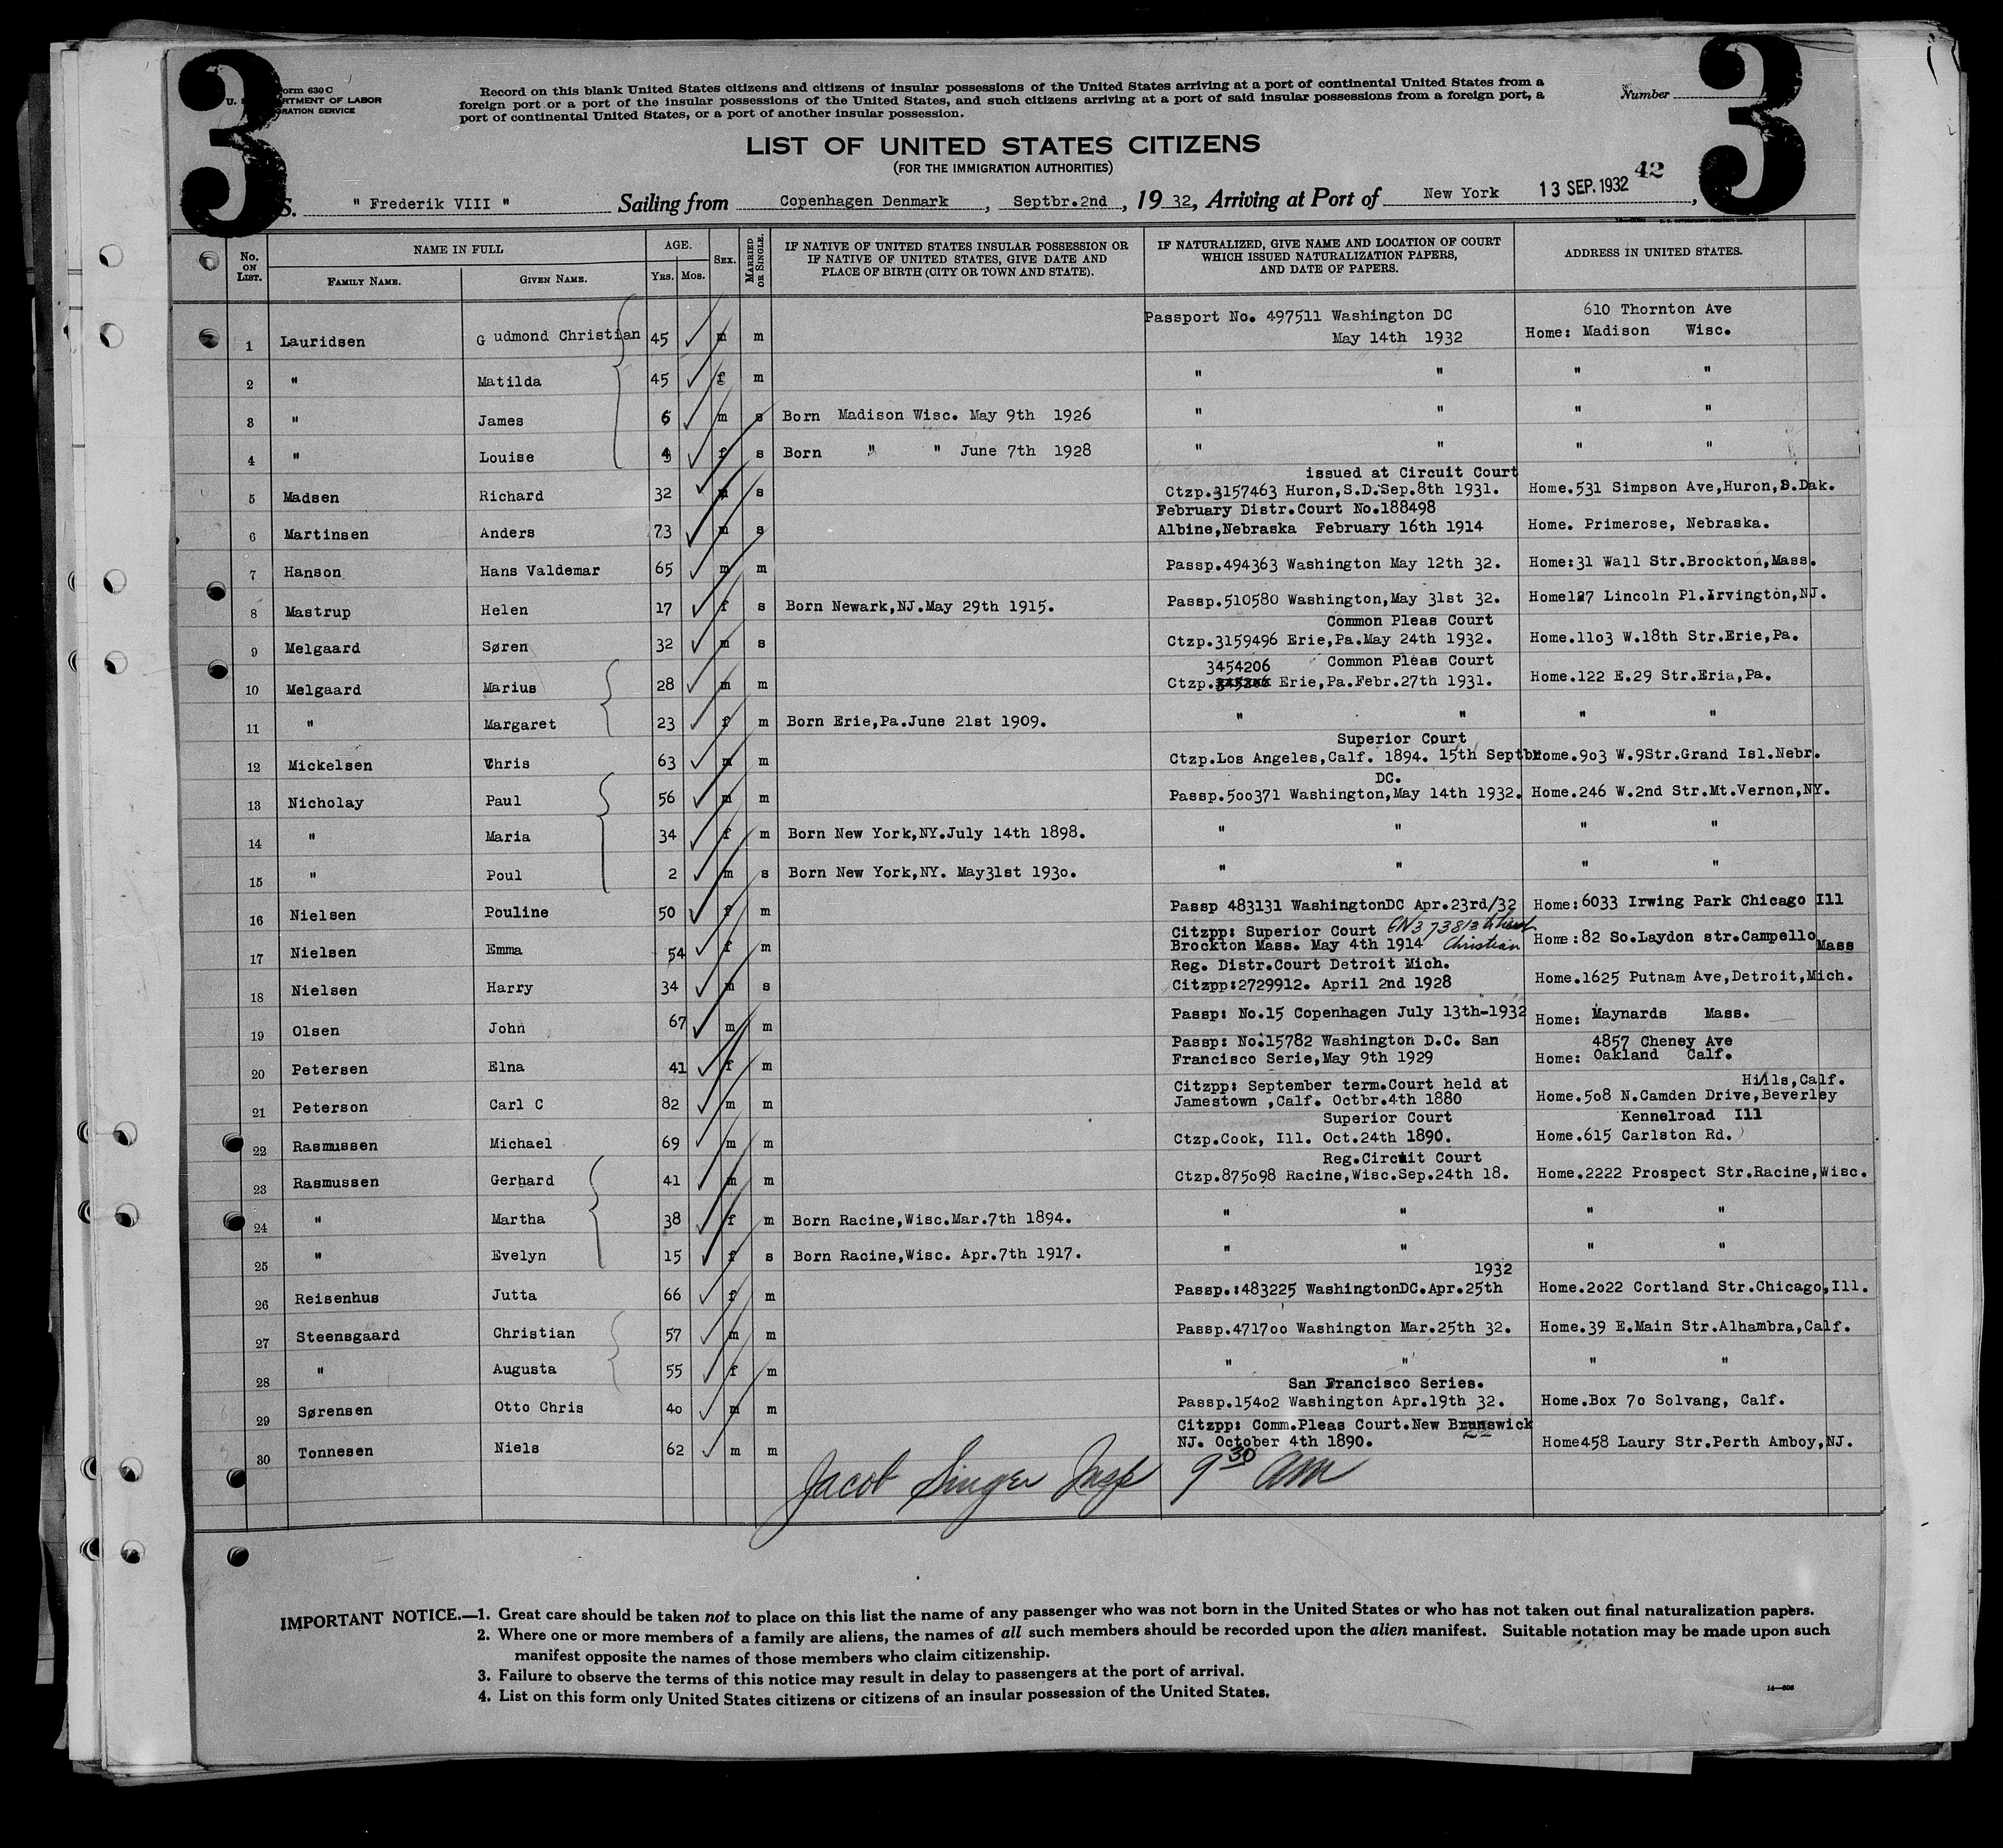 3
3
Form 630 C
U. S. DEPARTMENT OF LABOR
IMMIGRATION SERVICE
Record on this blank United States citizens and citizens of insular possessions of the United States arriving at a port of continental United States from a
foreign port or a port of the insular possessions of the United States, and such citizens arriving at a port of said insular possessions from a foreign port, a
port of continental United States, or a port of another insular possession.
Number
LIST OF UNITED STATES CITIZENS
(FOR THE IMMIGRATION AUTHORITIES)
S. " Frederik VIII " Sailing from Copenhagen Denmark, Septbr.2nd, 1932, Arriving at Port of New York 13 SEP. 1932 42
No. ON LIST. NAME IN FULL FAMILY NAME. GIVEN NAME. AGE. YRS. MOS. SEX. MARRIED OR SINGLE. IF NATIVE OF UNITED STATES INSULAR POSSESSION OR IF NATIVE OF UNITED STATES, GIVE DATE AND PLACE OF BIRTH (CITY OR TOWN AND STATE). IF NATURALIZED, GIVE NAME AND LOCATION OF COURT WHICH ISSUED NATURALIZATION PAPERS, AND DATE OF PAPERS. ADDRESS IN UNITED STATES.
Passport No. 497511 Washington DC 610 Thornton Ave
1 Lauridsen Gudmond Christian 45 m m May 14th 1932 Home: Madison Wisc.
2 " Matilda 45 f m " " " "
3 " James 6 m s Born Madison Wisc. May 9th 1926 " " " "
4 " Louise 4 f s Born " " June 7th 1928 " " " "
issued at Circuit Court
5 Madsen Richard 32 m s Ctzp.3157463 Huron,S.D.Sep.8th 1931. Home.531 Simpson Ave,Huron,S.Dak.
February Distr.Court No.188498
6 Martinsen Anders 73 m s Albine,Nebraska February 16th 1914 Home. Primerose, Nebraska.
7 Hanson Hans Valdemar 65 m m Passp.494363 Washington May 12th 32. Home:31 Wall Str.Brockton,Mass.
8 Mastrup Helen 17 f s Born Newark,NJ.May 29th 1915. Passp.510580 Washington,May 31st 32. Home127 Lincoln Pl.Irvington,NJ.
Common Pleas Court
9 Melgaard Søren 32 m s Ctzp.3159496 Erie,Pa.May 24th 1932. Home.1103 W.18th Str.Erie,Pa.
3454206 Common Pleas Court
10 Melgaard Marius 28 m m Ctzp. Erie,Pa.Febr.27th 1931. Home.122 E.29 Str.Eria,Pa.
11 " Margaret 23 f m Born Erie,Pa.June 21st 1909. " " " "
Superior Court
12 Mickelsen Chris 63 m m Ctzp.Los Angeles,Calf. 1894. 15th Septbr Home.903 W.9Str.Grand Isl.Nebr.
DC.
13 Nicholay Paul 56 m m Passp.500371 Washington,May 14th 1932. Home.246 W.2nd Str.Mt.Vernon,NY.
14 " Maria 34 f m Born New York,NY.July 14th 1898. " " " "
15 " Poul 2 m s Born New York,NY. May31st 1930. " " " "
16 Nielsen Pouline 50 f m Passp 483131 WashingtonDC Apr.23rd/32 Home:6033 Irwing Park Chicago Ill
Citzpp: Superior Court CN373813
17 Nielsen Emma 54 f m Brockton Mass. May 4th 1914 Christian Home:82 So.Laydon str.Campello Mass
Reg. Distr.Court Detroit Mich.
18 Nielsen Harry 34 m s Citzpp:2729912. April 2nd 1928 Home.1625 Putnam Ave,Detroit,Mich.
19 Olsen John 67 m m Passp: No.15 Copenhagen July 13th-1932 Home: Maynards Mass.
Passp: No.15782 Washington D.C. San 4857 Cheney Ave
20 Petersen Elna 41 f m Francisco Serie,May 9th 1929 Home: Oakland Calf.
Citzpp: September term.Court held at Hills,Calf.
21 Peterson Carl C 82 m m Jamestown ,Calf. Octbr.4th 1880 Home.508 N.Camden Drive,Beverley
Superior Court Kennelroad Ill
22 Rasmussen Michael 69 m m Ctzp.Cook, Ill. Oct.24th 1890. Home.615 Carlston Rd.
Reg.Circuit Court
23 Rasmussen Gerhard 41 m m Ctzp.875098 Racine,Wisc.Sep.24th 18. Home.2222 Prospect Str.Racine,Wisc.
24 " Martha 38 f m Born Racine,Wisc.Mar.7th 1894. " " " "
25 " Evelyn 15 f s Born Racine,Wisc. Apr.7th 1917. " " " "
1932
26 Reisenhus Jutta 66 f m Passp.:483225 WashingtonDC.Apr.25th Home.2022 Cortland Str.Chicago,Ill.
27 Steensgaard Christian 57 m m Passp.471700 Washington Mar.25th 32. Home.39 E.Main Str.Alhambra,Calf.
28 " Augusta 55 f m " " " "
San Francisco Series.
29 Sørensen Otto Chris 40 m m Passp.15402 Washington Apr.19th 32. Home.Box 70 Solvang, Calf.
Citzpp: Comm.Pleas Court.New Brunswick
30 Tonnesen Niels 62 m m NJ. October 4th 1890. Home458 Laury Str.Perth Amboy,NJ.
Jacob Singer Insp 9 30 am
IMPORTANT NOTICE.—1. Great care should be taken not to place on this list the name of any passenger who was not born in the United States or who has not taken out final naturalization papers.
2. Where one or more members of a family are aliens, the names of all such members should be recorded upon the alien manifest. Suitable notation may be made upon such
manifest opposite the names of those members who claim citizenship.
3. Failure to observe the terms of this notice may result in delay to passengers at the port of arrival.
4. List on this form only United States citizens or citizens of an insular possession of the United States.